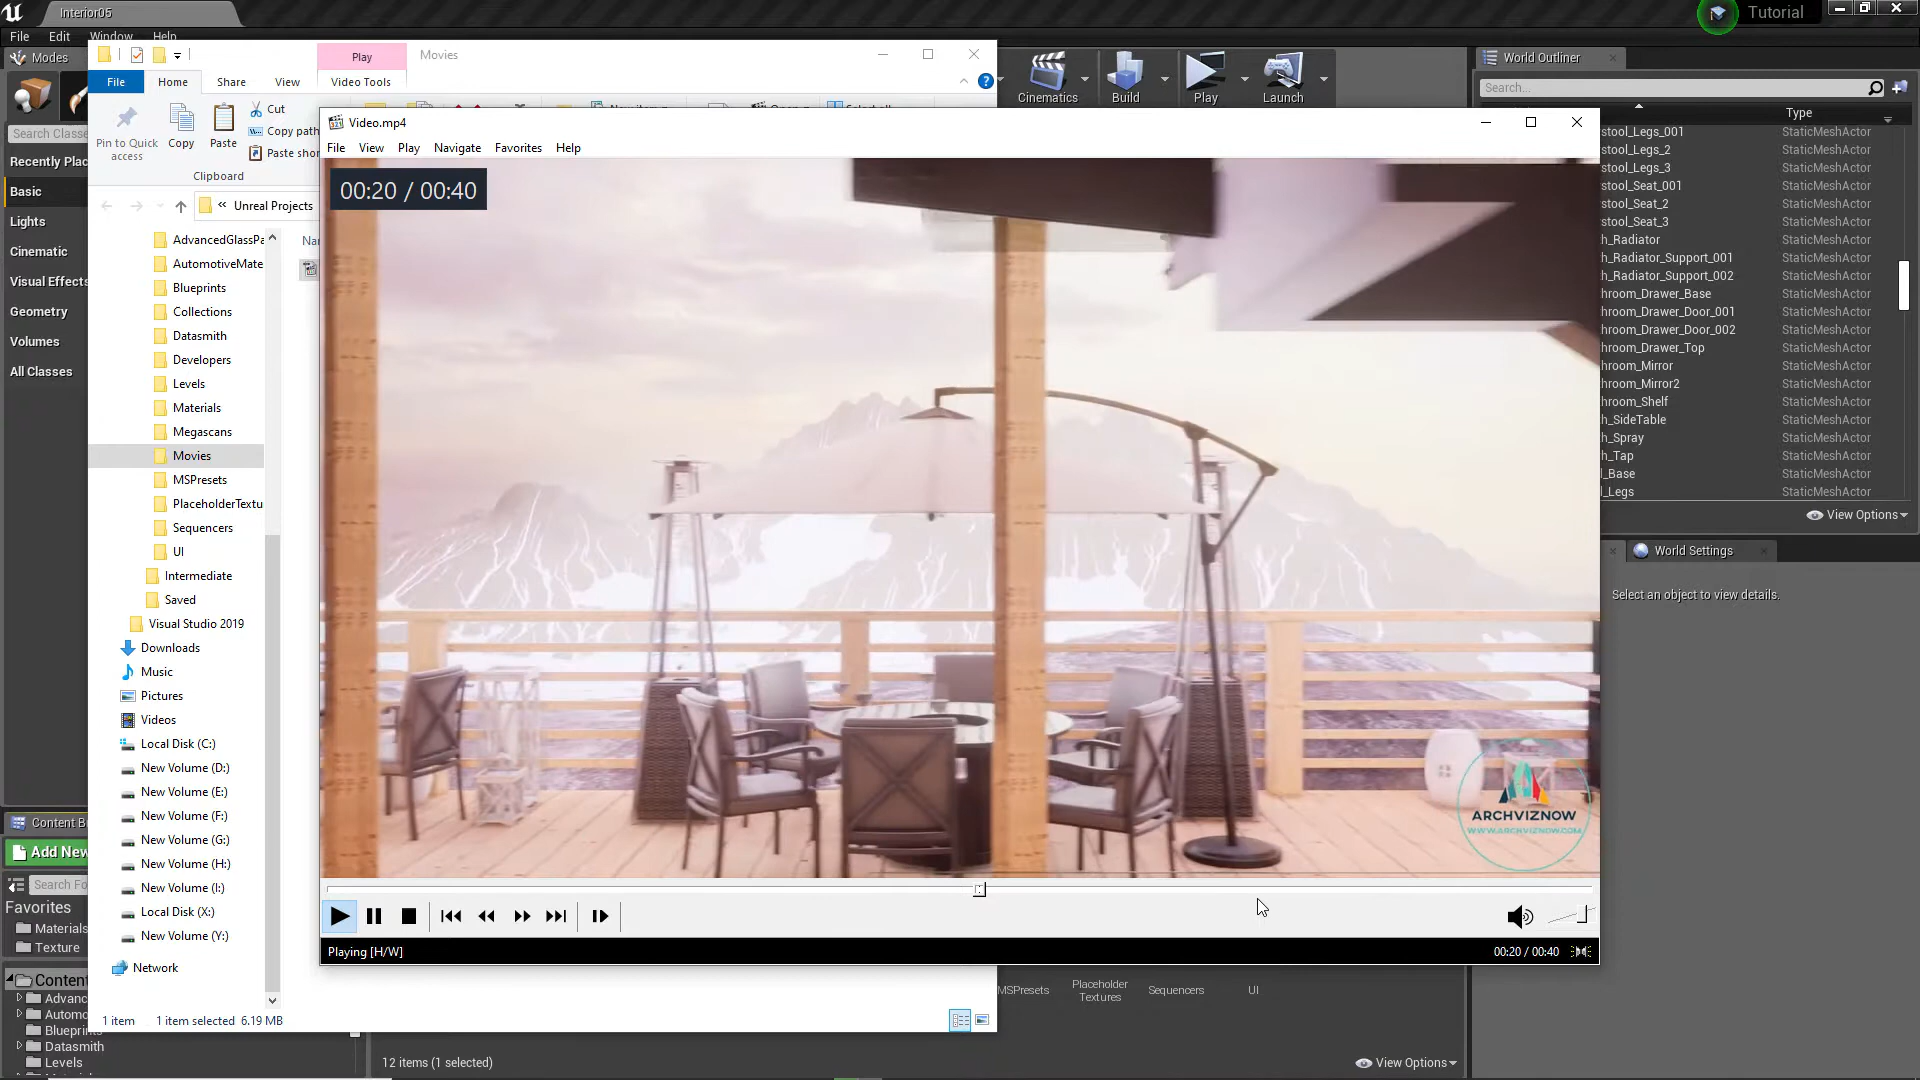 Interior05
Tutorial
File Edit Window Help
Modes
Play
Movies
World Outliner
File Home Share View Video Tools
Cinematics Build Play Launch
Search...
Cut
Video.mp4
Type
Pin to Quick access
Copy
Paste
Copy path
File View Play Navigate Favorites Help
Clipboard
00:20 / 00:40
Recently Plac
Basic
Lights
Cinematic
Visual Effects
Geometry
Volumes
All Classes
« Unreal Projects
AdvancedGlassPa
AutomotiveMate
Blueprints
Collections
Datasmith
Developers
Levels
Materials
Megascans
Movies
MSPresets
PlaceholderTextu
Sequencers
UI
Intermediate
Saved
Visual Studio 2019
Downloads
Music
Pictures
Videos
Local Disk (C:)
New Volume (D:)
New Volume (E:)
New Volume (F:)
New Volume (G:)
New Volume (H:)
New Volume (I:)
Local Disk (X:)
New Volume (Y:)
Network
1 item 1 item selected 6.19 MB
stool_Legs_001 StaticMeshActor
stool_Legs_2 StaticMeshActor
stool_Legs_3 StaticMeshActor
stool_Seat_001 StaticMeshActor
stool_Seat_2 StaticMeshActor
stool_Seat_3 StaticMeshActor
h_Radiator StaticMeshActor
h_Radiator_Support_001 StaticMeshActor
h_Radiator_Support_002 StaticMeshActor
hroom_Drawer_Base StaticMeshActor
hroom_Drawer_Door_001 StaticMeshActor
hroom_Drawer_Door_002 StaticMeshActor
hroom_Drawer_Top StaticMeshActor
hroom_Mirror StaticMeshActor
hroom_Mirror2 StaticMeshActor
hroom_Shelf StaticMeshActor
h_SideTable StaticMeshActor
h_Spray StaticMeshActor
h_Tap StaticMeshActor
l_Base StaticMeshActor
l_Legs StaticMeshActor
View Options
World Settings
Select an object to view details.
ARCHVIZNOW
WWW.ARCHVIZNOW.COM
Playing [H/W]
00:20 / 00:40
Content B
Add New
Search Fo
Favorites
Materials
Texture
Content
Advanc
Automo
Blueprints
Datasmith
Levels
MSPresets
Placeholder Textures
Sequencers
UI
12 items (1 selected)
View Options